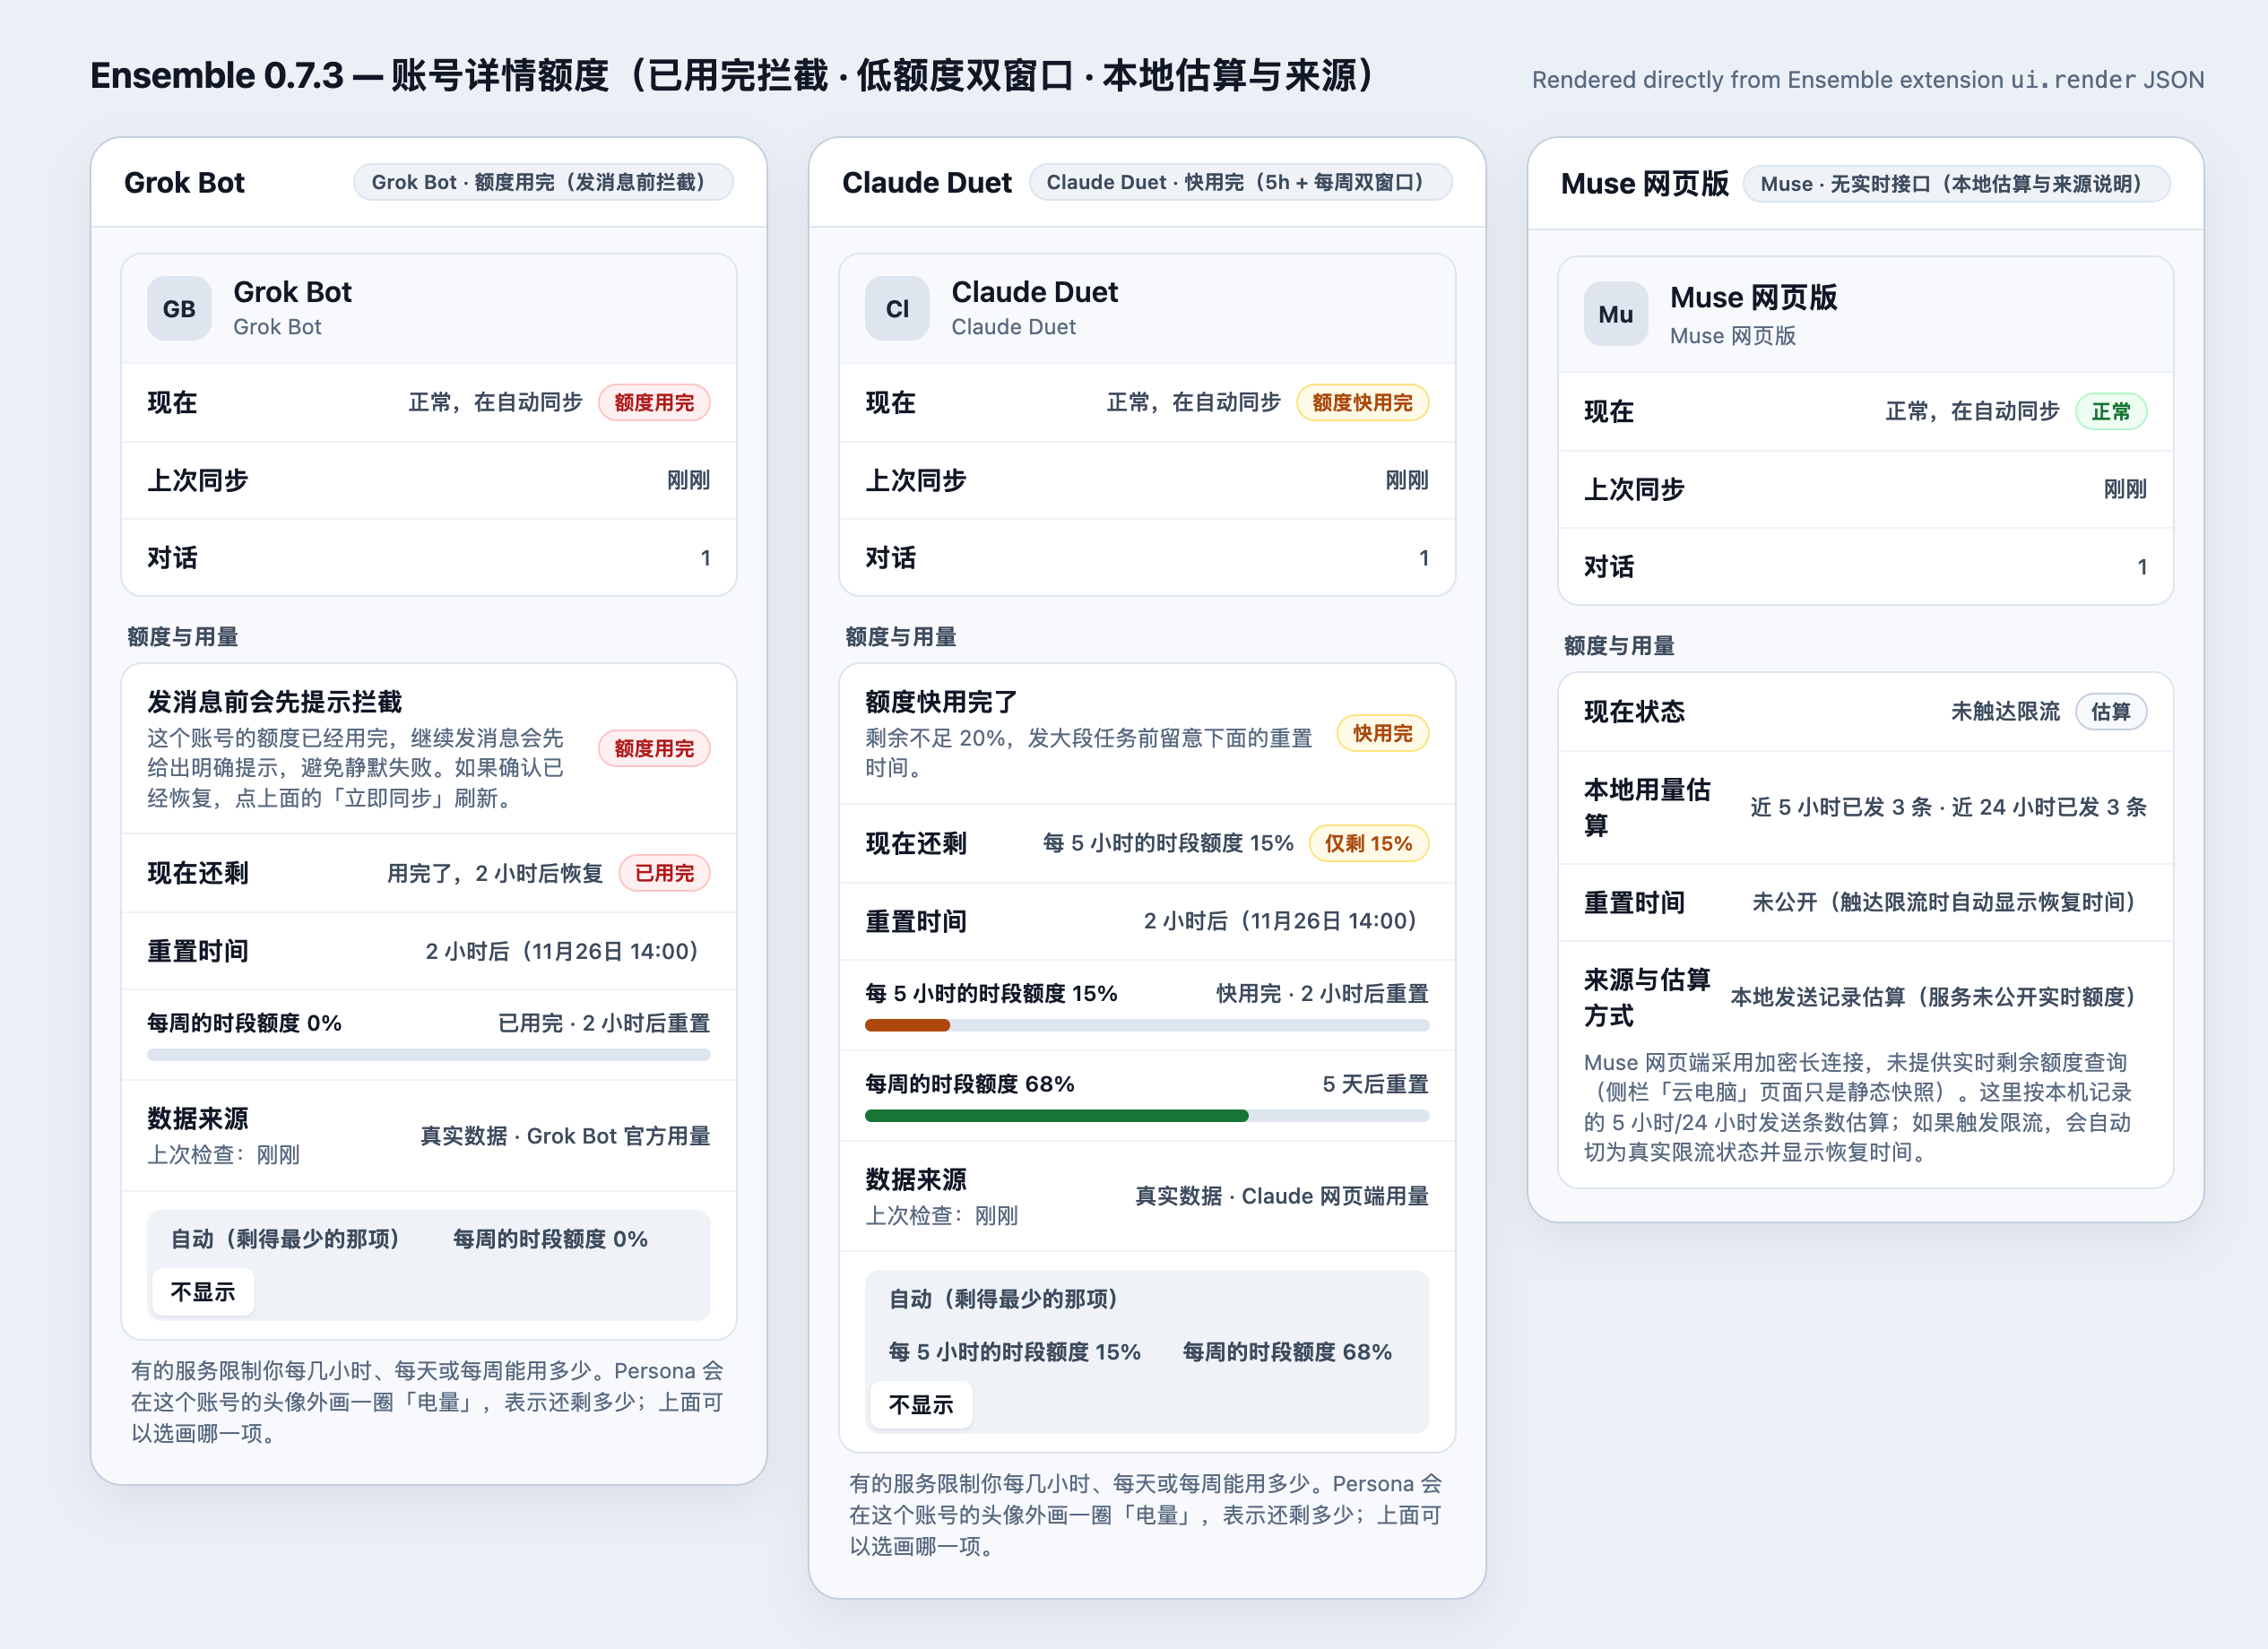 Ensemble 0.7.3 — 账号详情额度（已用完拦截 · 低额度双窗口 · 本地估算与来源）
Rendered directly from Ensemble extension ui.render JSON
Grok Bot
Grok Bot · 额度用完（发消息前拦截）
GB
Grok Bot
Grok Bot
现在
正常，在自动同步
额度用完
上次同步
刚刚
对话
1
额度与用量
发消息前会先提示拦截
这个账号的额度已经用完，继续发消息会先
给出明确提示，避免静默失败。如果确认已
经恢复，点上面的「立即同步」刷新。
额度用完
现在还剩
用完了，2 小时后恢复
已用完
重置时间
2 小时后（11月26日 14:00）
每周的时段额度 0%
已用完 · 2 小时后重置
数据来源
上次检查：刚刚
真实数据 · Grok Bot 官方用量
自动（剩得最少的那项）
每周的时段额度 0%
不显示
有的服务限制你每几小时、每天或每周能用多少。Persona 会
在这个账号的头像外画一圈「电量」，表示还剩多少；上面可
以选画哪一项。
Claude Duet
Claude Duet · 快用完（5h + 每周双窗口）
Cl
Claude Duet
Claude Duet
现在
正常，在自动同步
额度快用完
上次同步
刚刚
对话
1
额度与用量
额度快用完了
剩余不足 20%，发大段任务前留意下面的重置
时间。
快用完
现在还剩
每 5 小时的时段额度 15%
仅剩 15%
重置时间
2 小时后（11月26日 14:00）
每 5 小时的时段额度 15%
快用完 · 2 小时后重置
每周的时段额度 68%
5 天后重置
数据来源
上次检查：刚刚
真实数据 · Claude 网页端用量
自动（剩得最少的那项）
每 5 小时的时段额度 15%
每周的时段额度 68%
不显示
有的服务限制你每几小时、每天或每周能用多少。Persona 会
在这个账号的头像外画一圈「电量」，表示还剩多少；上面可
以选画哪一项。
Muse 网页版
Muse · 无实时接口（本地估算与来源说明）
Mu
Muse 网页版
Muse 网页版
现在
正常，在自动同步
正常
上次同步
刚刚
对话
1
额度与用量
现在状态
未触达限流
估算
本地用量估
算
近 5 小时已发 3 条 · 近 24 小时已发 3 条
重置时间
未公开（触达限流时自动显示恢复时间）
来源与估算
方式
本地发送记录估算（服务未公开实时额度）
Muse 网页端采用加密长连接，未提供实时剩余额度查询
（侧栏「云电脑」页面只是静态快照）。这里按本机记录
的 5 小时/24 小时发送条数估算；如果触发限流，会自动
切为真实限流状态并显示恢复时间。